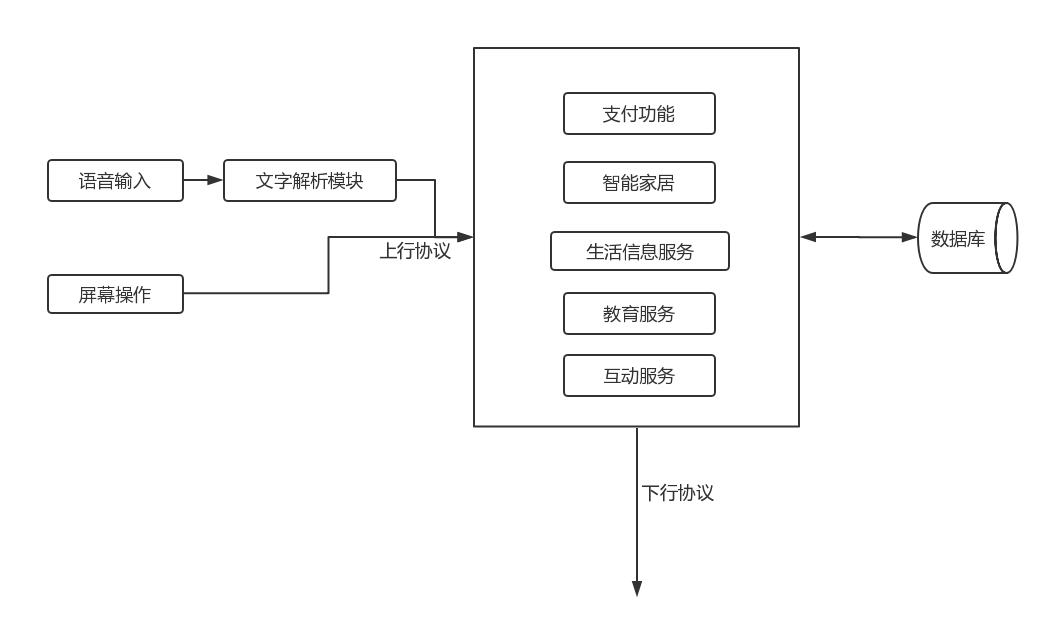 支付功能
语音输入
文字解析模块
智能家居
生活信息服务
数据库
上行协议
屏幕操作
教育服务
互动服务
下行协议